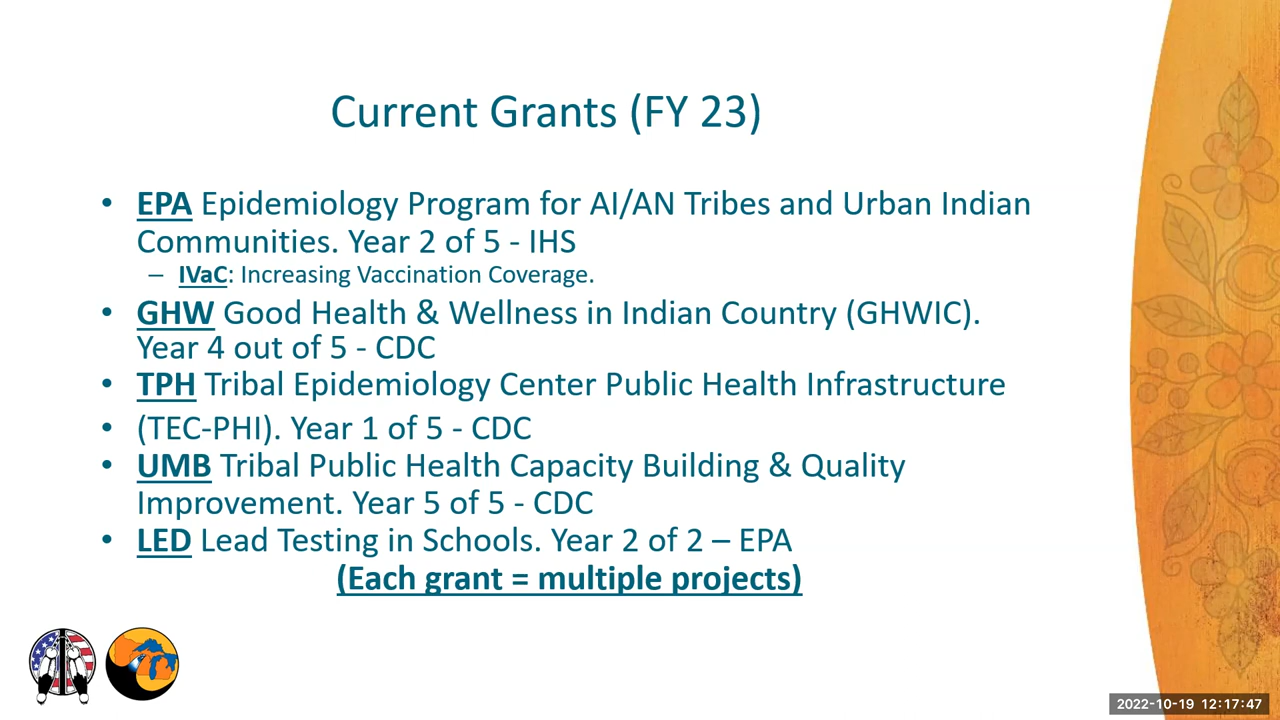 Current Grants (FY 23)
• EPA Epidemiology Program for AI/AN Tribes and Urban Indian
Communities. Year 2 of 5 - IHS
– IVaC: Increasing Vaccination Coverage.
• GHW Good Health & Wellness in Indian Country (GHWIC).
Year 4 out of 5 - CDC
• TPH Tribal Epidemiology Center Public Health Infrastructure
• (TEC-PHI). Year 1 of 5 - CDC
• UMB Tribal Public Health Capacity Building & Quality
Improvement. Year 5 of 5 - CDC
• LED Lead Testing in Schools. Year 2 of 2 – EPA
(Each grant = multiple projects)
2022-10-19 12:17:47